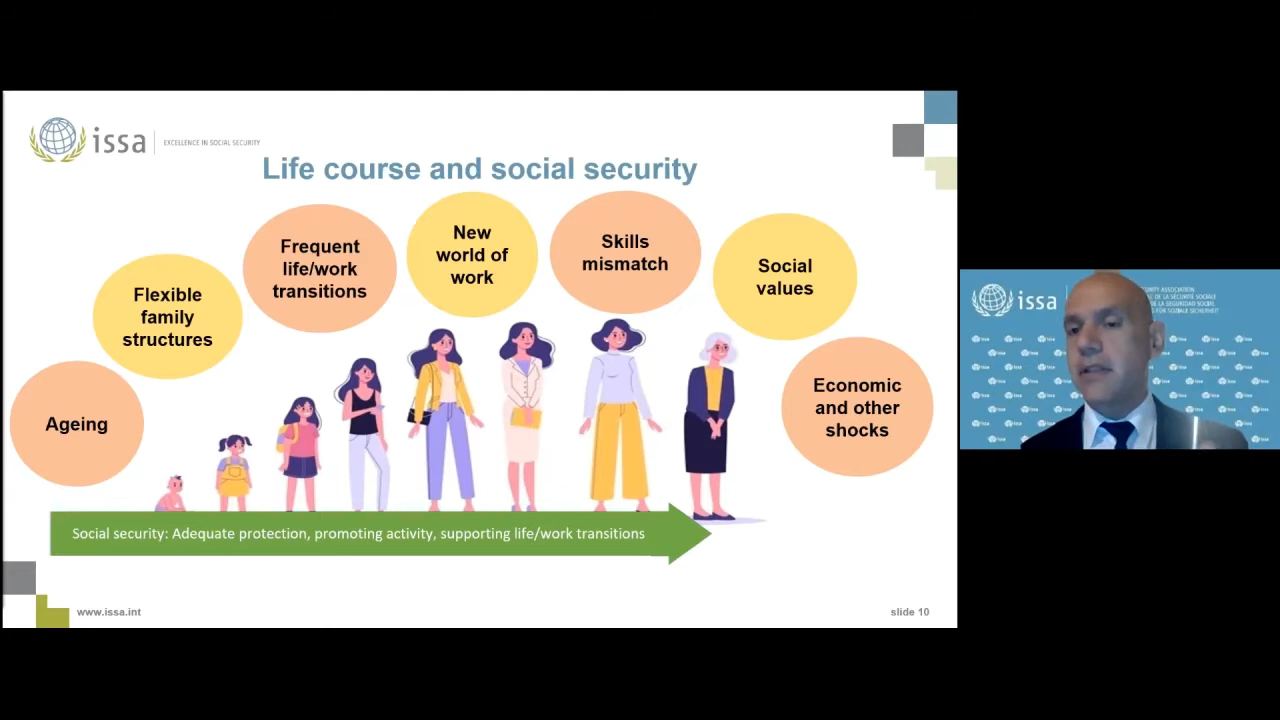 issa
EXCELLENCE IN SOCIAL SECURITY
Life course and social security
Ageing
Flexible
family
structures
Frequent
life/work
transitions
New
world of
work
Skills
mismatch
Social
values
Economic
and other
shocks
Social security: Adequate protection, promoting activity, supporting life/work transitions
www.issa.int
slide 10
issa